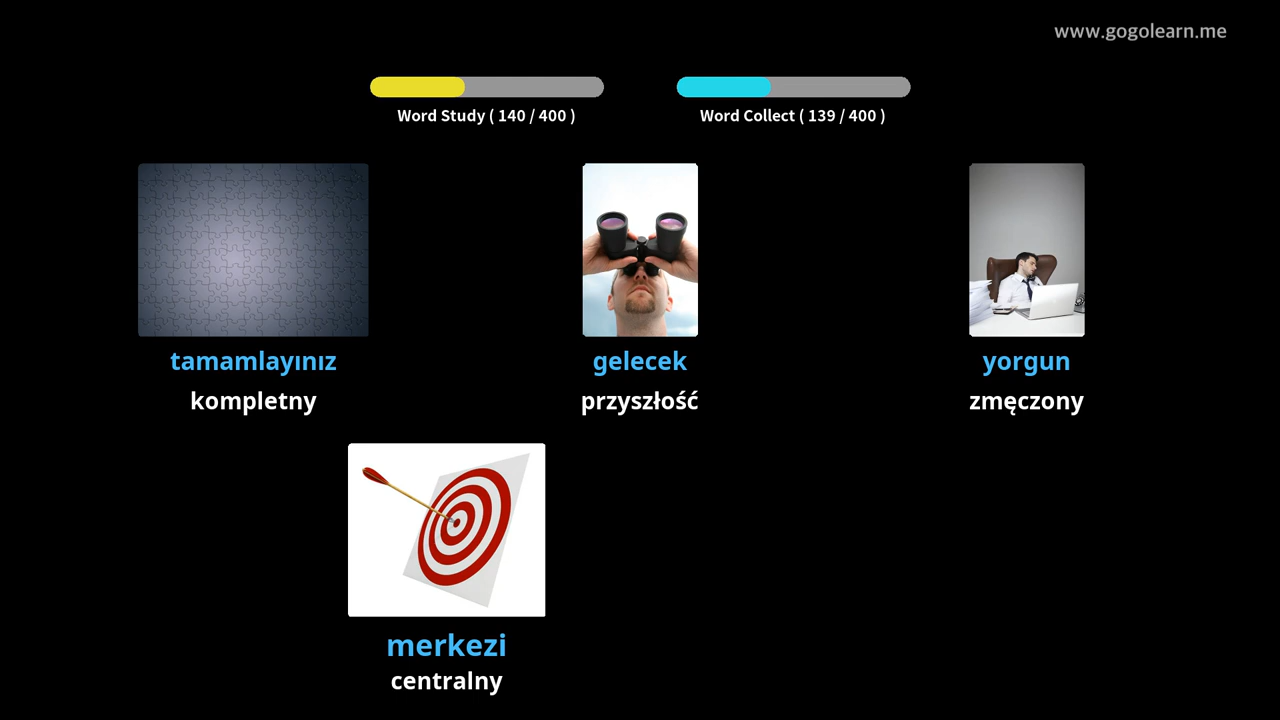 www.gogolearn.me
Word Study ( 140 / 400 )
Word Collect ( 139 / 400 )
tamamlayınız
kompletny
gelecek
przyszłość
yorgun
zmęczony
merkezi
centralny